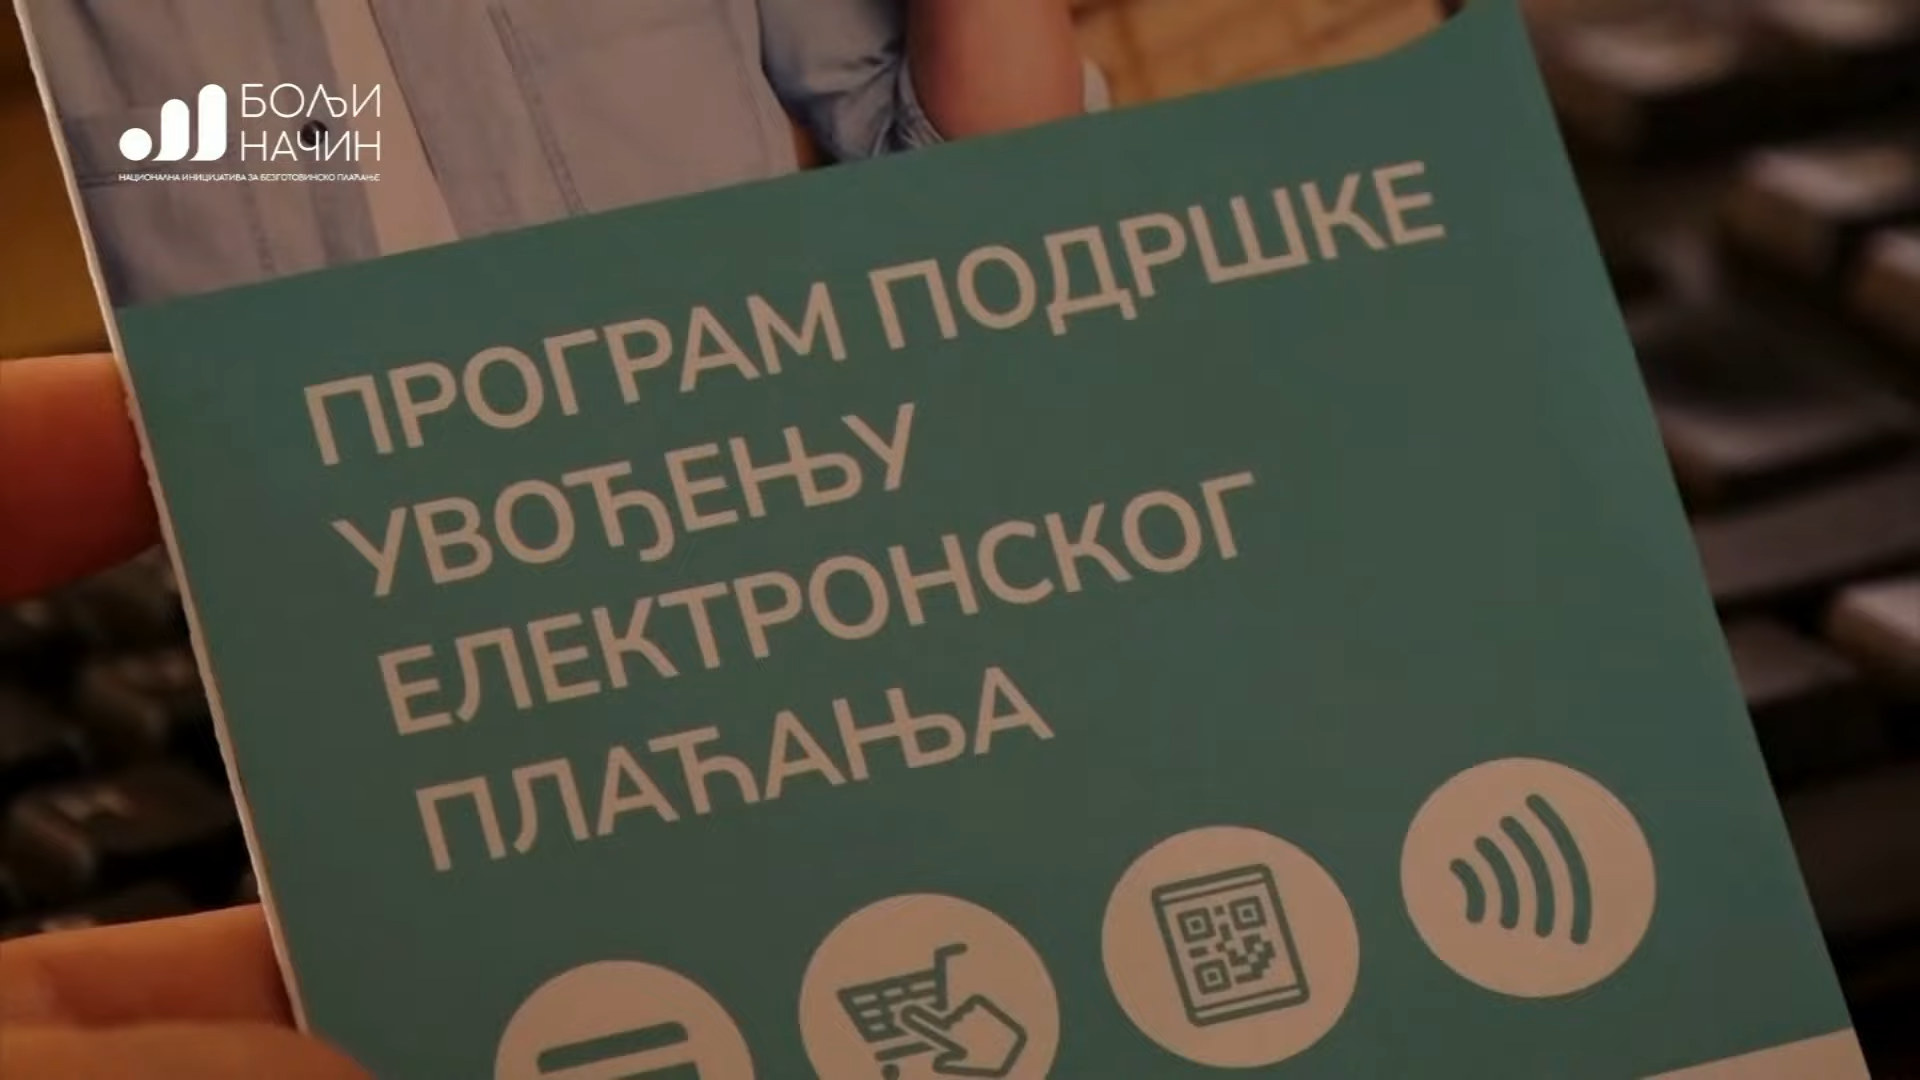 БОЉИ
НАЧИН
НАЦИОНАЛНА ИНИЦИЈАТИВА ЗА БЕЗГОТОВИНСКО ПЛАЋАЊЕ
ПРОГРАМ ПОДРШКЕ
УВОЂЕЊУ
ЕЛЕКТРОНСКОГ
ПЛАЋАЊА